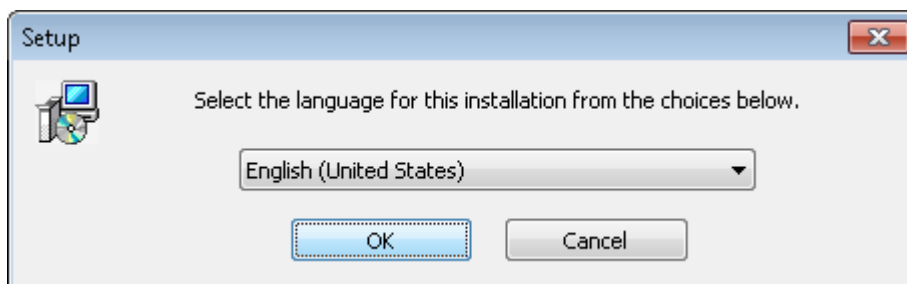 Setup
Select the language for this installation from the choices below.
English (United States)
OK
Cancel